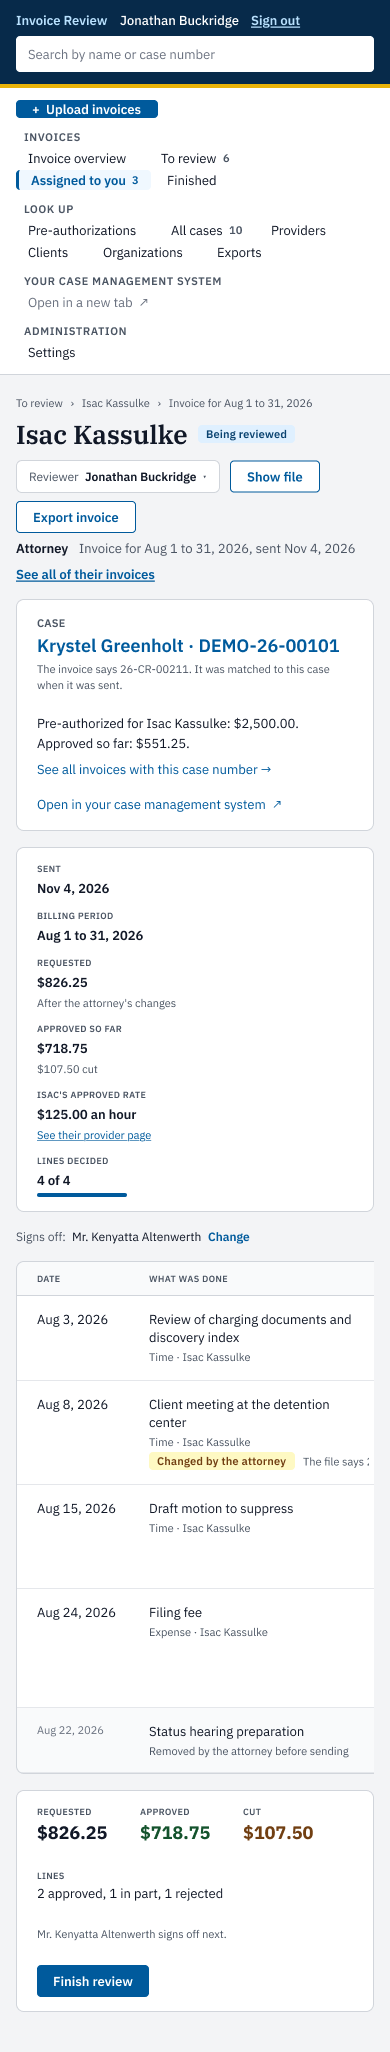 Invoice Review Jonathan Buckridge Sign out
Search by name or case number
+ Upload invoices
INVOICES
Invoice overview To review 6
Assigned to you 3 Finished
LOOK UP
Pre-authorizations All cases 10 Providers
Clients Organizations Exports
YOUR CASE MANAGEMENT SYSTEM
Open in a new tab ↗
ADMINISTRATION
Settings
To review › Isac Kassulke › Invoice for Aug 1 to 31, 2026
Isac Kassulke Being reviewed
Reviewer Jonathan Buckridge · Show file
Export invoice
Attorney Invoice for Aug 1 to 31, 2026, sent Nov 4, 2026
See all of their invoices
CASE
Krystel Greenholt · DEMO-26-00101
The invoice says 26-CR-00211. It was matched to this case
when it was sent.
Pre-authorized for Isac Kassulke: $2,500.00.
Approved so far: $551.25.
See all invoices with this case number →
Open in your case management system ↗
SENT
Nov 4, 2026
BILLING PERIOD
Aug 1 to 31, 2026
REQUESTED
$826.25
After the attorney's changes
APPROVED SO FAR
$718.75
$107.50 cut
ISAC'S APPROVED RATE
$125.00 an hour
See their provider page
LINES DECIDED
4 of 4
Signs off: Mr. Kenyatta Altenwerth Change
DATE WHAT WAS DONE
Aug 3, 2026 Review of charging documents and
discovery index
Time · Isac Kassulke
Aug 8, 2026 Client meeting at the detention
center
Time · Isac Kassulke
Changed by the attorney The file says
Aug 15, 2026 Draft motion to suppress
Time · Isac Kassulke
Aug 24, 2026 Filing fee
Expense · Isac Kassulke
Aug 22, 2026 Status hearing preparation
Removed by the attorney before sending
REQUESTED APPROVED CUT
$826.25 $718.75 $107.50
LINES
2 approved, 1 in part, 1 rejected
Mr. Kenyatta Altenwerth signs off next.
Finish review